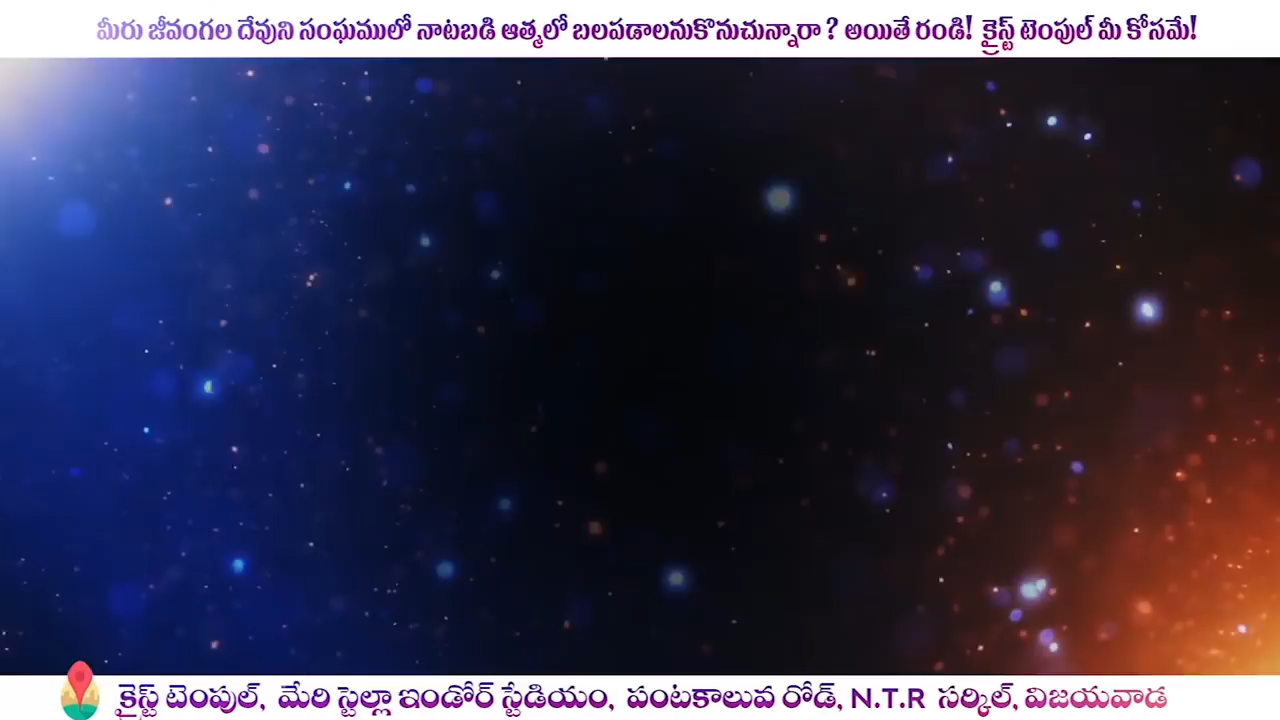 మీరు జీవంగల దేవుని సంఘములో నాటబడి ఆత్మలో బలపడాలనుకొనుచున్నారా ? అయితే రండి! క్రైస్ట్ టెంపుల్ మీ కోసమే!
క్రైస్ట్ టెంపుల్, మేరి స్టెల్లా ఇండోర్ స్టేడియం, పంటకాలువ రోడ్, N.T.R సర్కిల్, విజయవాడ